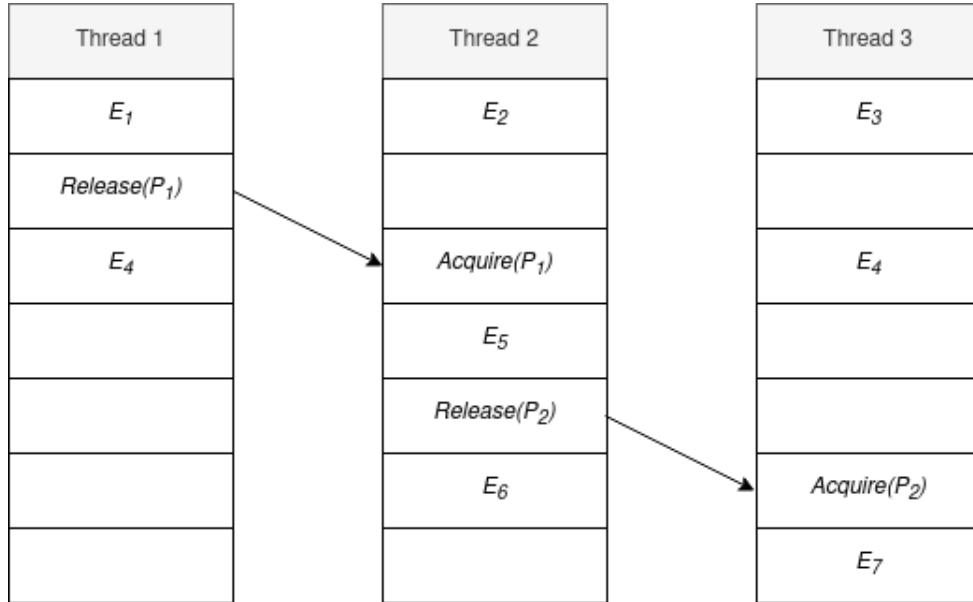 Thread 1
Thread 2
Thread 3
E1
E2
E3
Release(P1)
E4
Acquire(P1)
E4
E5
Release(P2)
E6
Acquire(P2)
E7